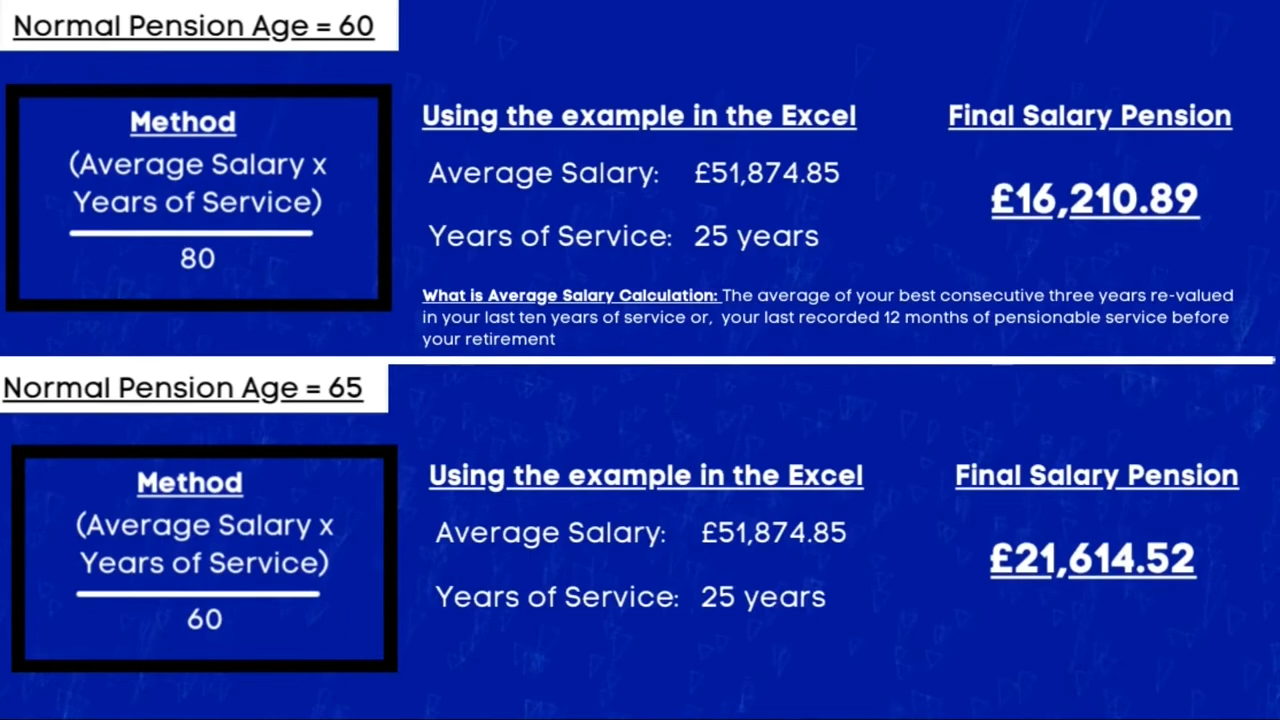 Normal Pension Age = 60
Method
(Average Salary x
Years of Service)
80
Using the example in the Excel
Average Salary: £51,874.85
Years of Service: 25 years
Final Salary Pension
£16,210.89
What is Average Salary Calculation: The average of your best consecutive three years re-valued
in your last ten years of service or, your last recorded 12 months of pensionable service before
your retirement
Normal Pension Age = 65
Method
(Average Salary x
Years of Service)
60
Using the example in the Excel
Average Salary: £51,874.85
Years of Service: 25 years
Final Salary Pension
£21,614.52